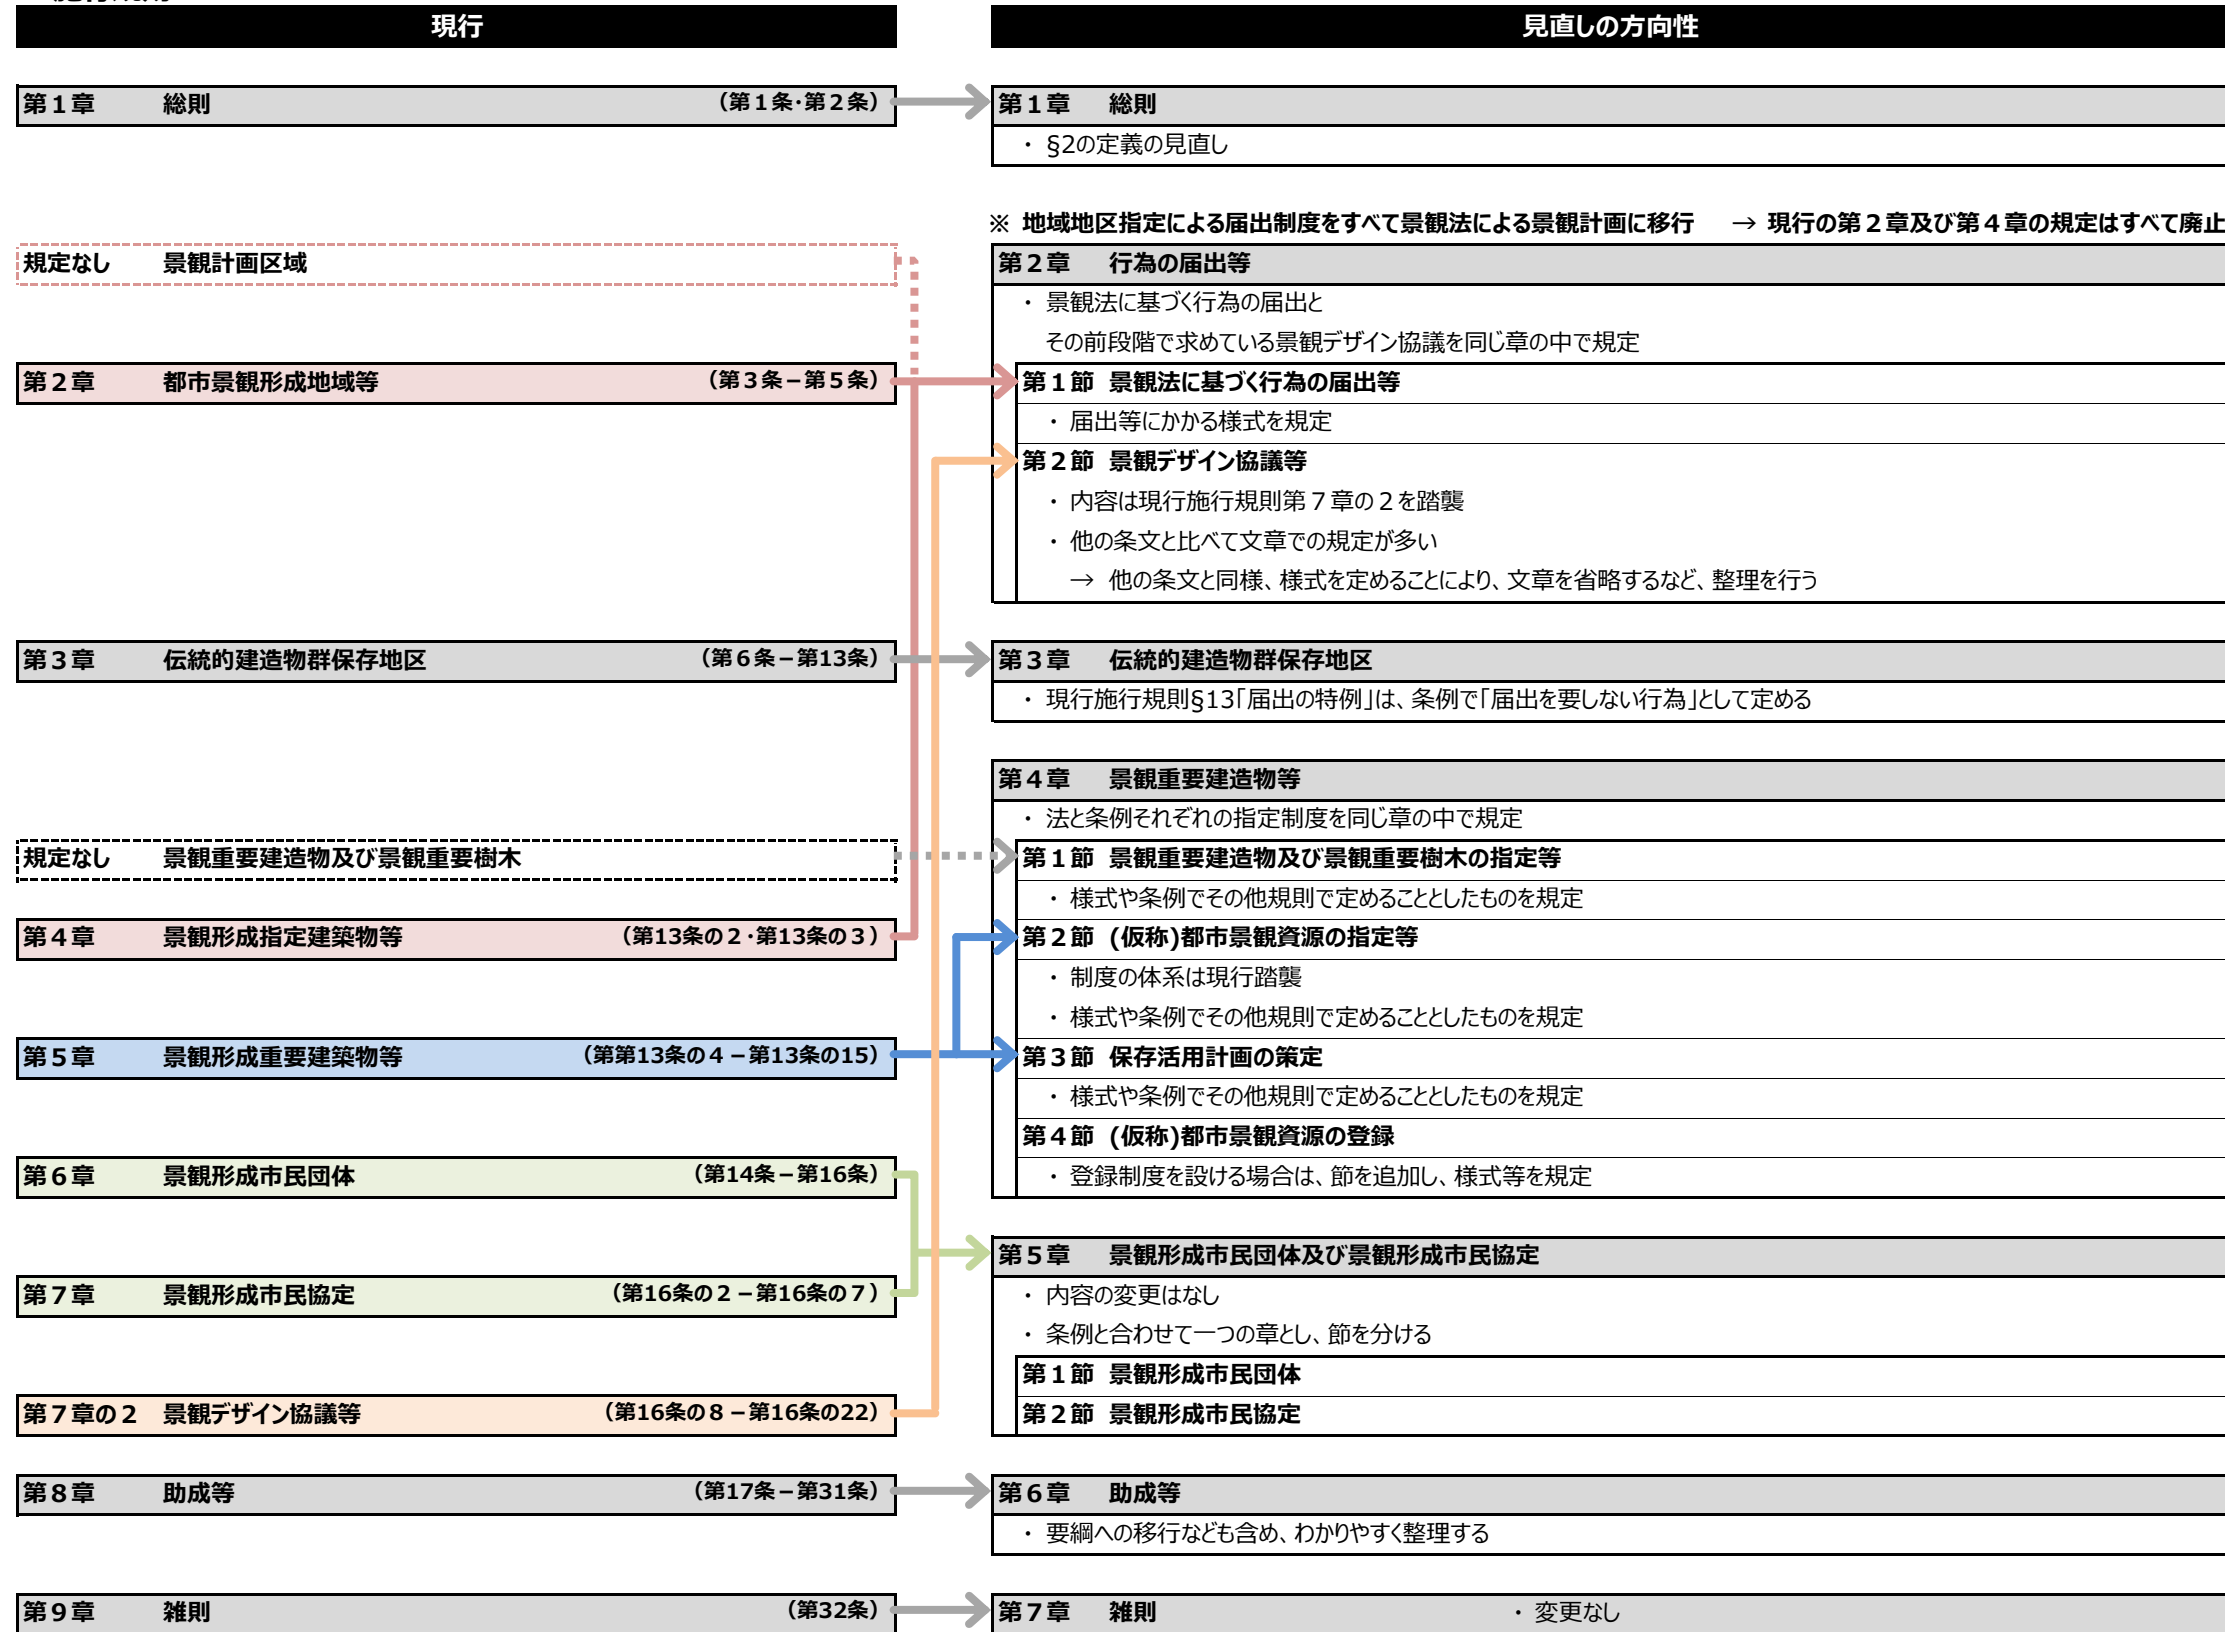 現行
第１章 総則 （第１条・第２条）
規定なし 景観計画区域
第２章 都市景観形成地域等 （第３条－第５条）
第３章 伝統的建造物群保存地区 （第６条－第13条）
規定なし 景観重要建造物及び景観重要樹木
第４章 景観形成指定建築物等 （第13条の２・第13条の３）
第５章 景観形成重要建築物等 （第第13条の４－第13条の15）
第６章 景観形成市民団体 （第14条－第16条）
第７章 景観形成市民協定 （第16条の２－第16条の７）
第７章の２ 景観デザイン協議等 （第16条の８－第16条の22）
第８章 助成等 （第17条－第31条）
第９章 雑則 （第32条）
見直しの方向性
第１章 総則
・ §2の定義の見直し
※ 地域地区指定による届出制度をすべて景観法による景観計画に移行 → 現行の第２章及び第４章の規定はすべて廃止
第２章 行為の届出等
・ 景観法に基づく行為の届出と
その前段階で求めている景観デザイン協議を同じ章の中で規定
第１節 景観法に基づく行為の届出等
・ 届出等にかかる様式を規定
第２節 景観デザイン協議等
・ 内容は現行施行規則第７章の２を踏襲
・ 他の条文と比べて文章での規定が多い
→ 他の条文と同様、様式を定めることにより、文章を省略するなど、整理を行う
第３章 伝統的建造物群保存地区
・ 現行施行規則§13「届出の特例」は、条例で「届出を要しない行為」として定める
第４章 景観重要建造物等
・ 法と条例それぞれの指定制度を同じ章の中で規定
第１節 景観重要建造物及び景観重要樹木の指定等
・ 様式や条例でその他規則で定めることとしたものを規定
第２節 (仮称)都市景観資源の指定等
・ 制度の体系は現行踏襲
・ 様式や条例でその他規則で定めることとしたものを規定
第３節 保存活用計画の策定
・ 様式や条例でその他規則で定めることとしたものを規定
第４節 (仮称)都市景観資源の登録
・ 登録制度を設ける場合は、節を追加し、様式等を規定
第５章 景観形成市民団体及び景観形成市民協定
・ 内容の変更はなし
・ 条例と合わせて一つの章とし、節を分ける
第１節 景観形成市民団体
第２節 景観形成市民協定
第６章 助成等
・ 要綱への移行なども含め、わかりやすく整理する
第７章 雑則 ・ 変更なし